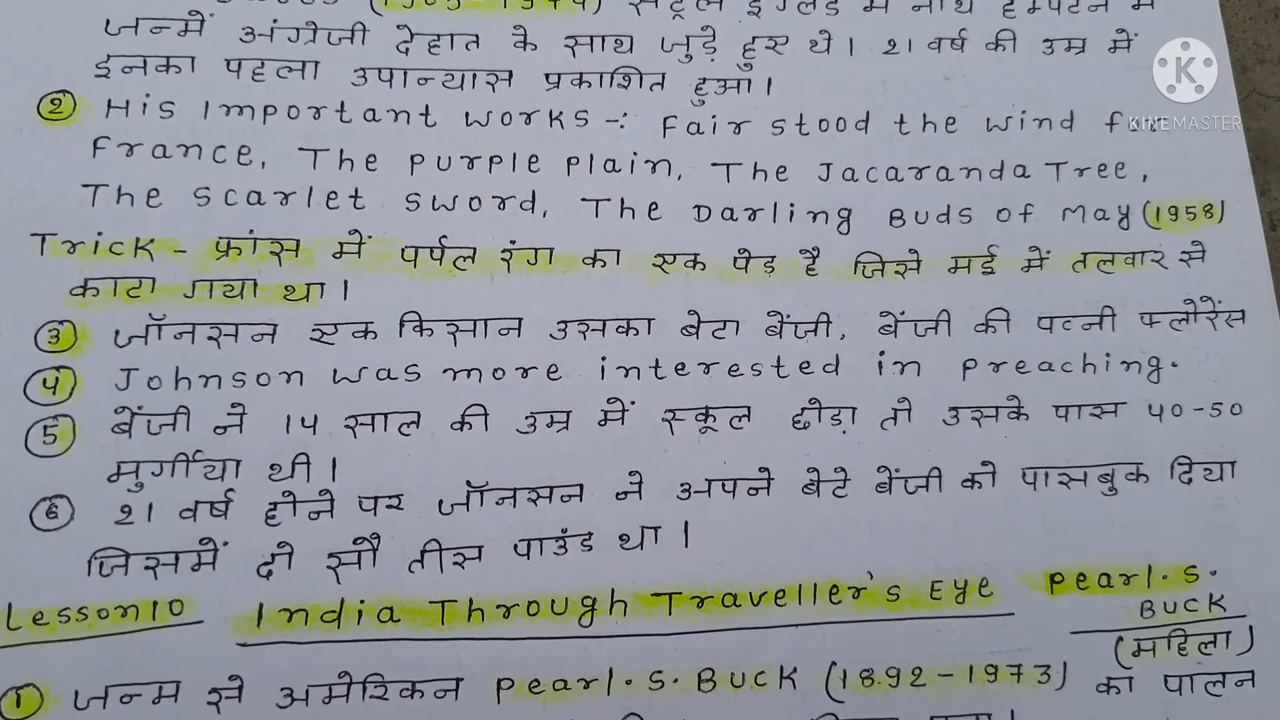 जन्में अंग्रेजी देहात के साथ जुड़े हुए थे। 21 वर्ष की उम्र में
इनका पहला उपान्यास प्रकाशित हुआ।
② His important works -: Fair stood the wind f
France, The purple plain, The Jacaranda Tree,
The scarlet sword, The Darling Buds of May (1958)
Trick - फ्रांस में पर्पल रंग का एक पेड़ है जिसे मई में तलवार से
काटा गया था।
③ जॉनसन एक किसान उसका बेटा बेंजी, बेंजी की पत्नी फ्लोरेंस
④ Johnson was more interested in preaching.
⑤ बेंजी ने 14 साल की उम्र में स्कूल छोड़ा तो उसके पास 40-50
मुर्गीया थी।
⑥ 21 वर्ष होने पर जॉनसन ने अपने बेटे बेंजी को पासबुक दिया
जिसमें दो सौ तीस पाउंड था।
Lesson 10 India Through Traveller's Eye Pearl. S.
BUCK
(महिला)
① जन्म से अमेरिकन Pearl. S. BUCK (1892-1973) का पालन
K
KINEMASTER